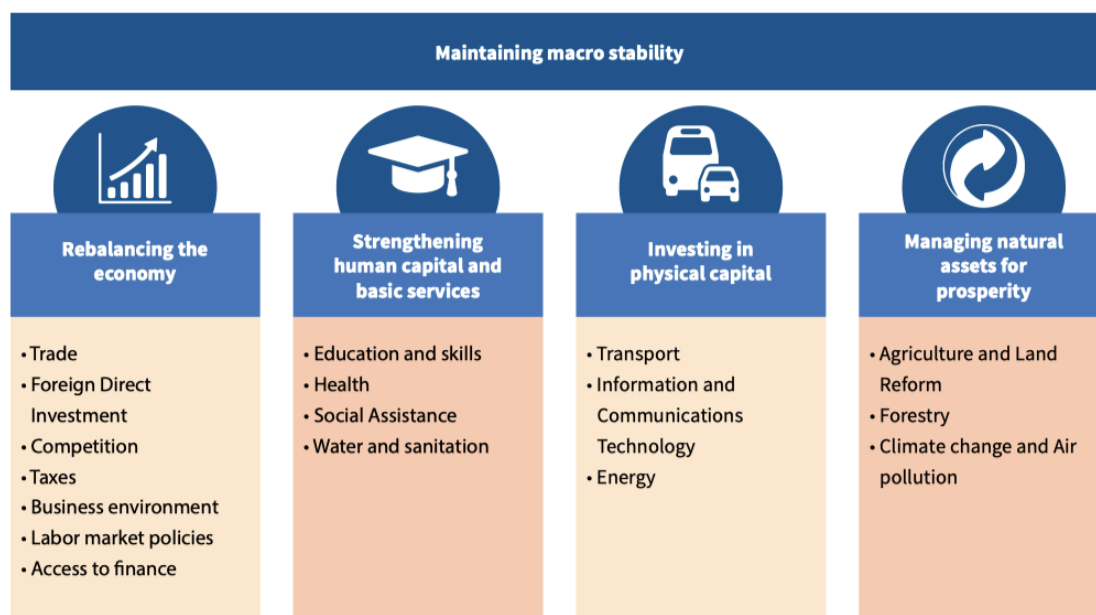 Maintaining macro stability
Rebalancing the
economy
• Trade
• Foreign Direct
Investment
• Competition
• Taxes
• Business environment
• Labor market policies
• Access to finance
Strengthening
human capital and
basic services
• Education and skills
• Health
• Social Assistance
• Water and sanitation
Investing in
physical capital
• Transport
• Information and
Communications
Technology
• Energy
Managing natural
assets for
prosperity
• Agriculture and Land
Reform
• Forestry
• Climate change and Air
pollution